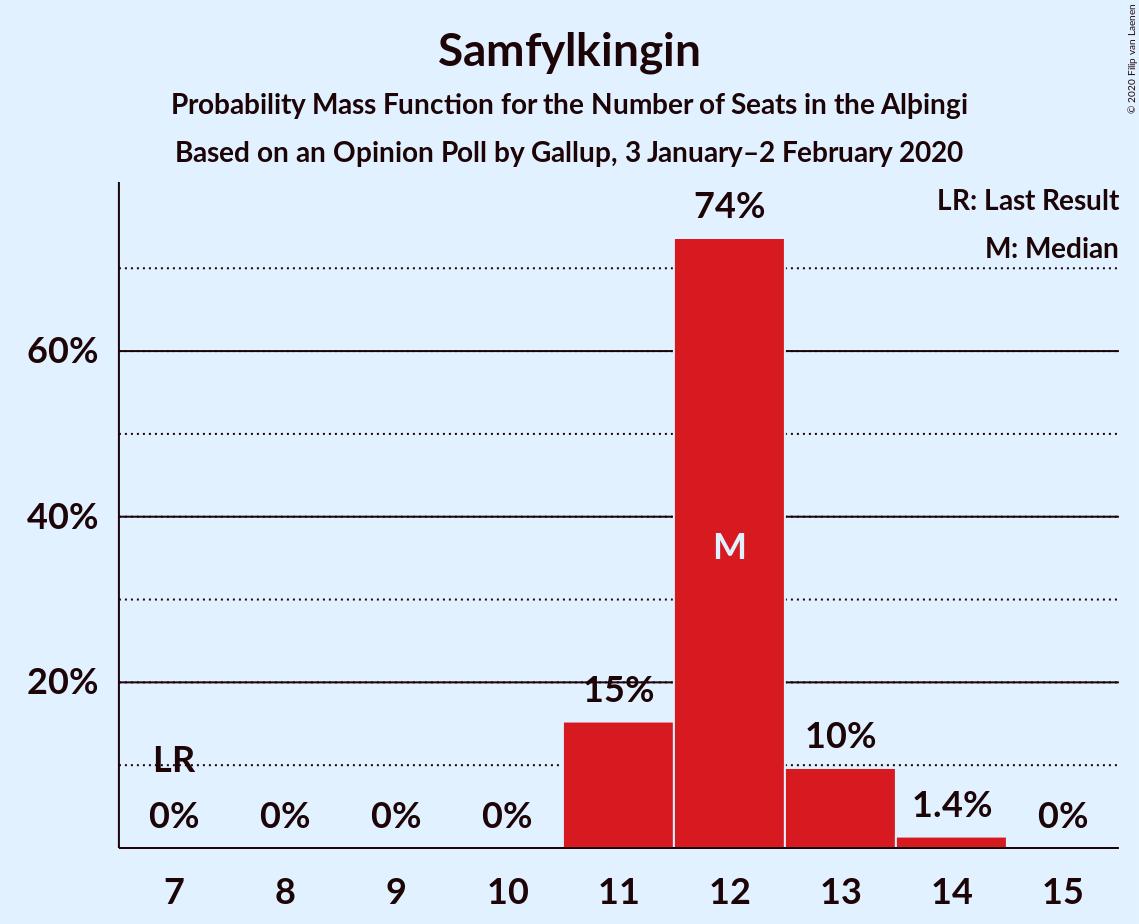 Samfylkingin
Probability Mass Function for the Number of Seats in the Alþingi
Based on an Opinion Poll by Gallup, 3 January–2 February 2020
© 2020 Filip van Laenen
LR: Last Result
M: Median
74%
60%
40%
M
20%
15%
10%
LR
1.4%
0% 0% 0% 0% 0%
7 8 9 10 11 12 13 14 15